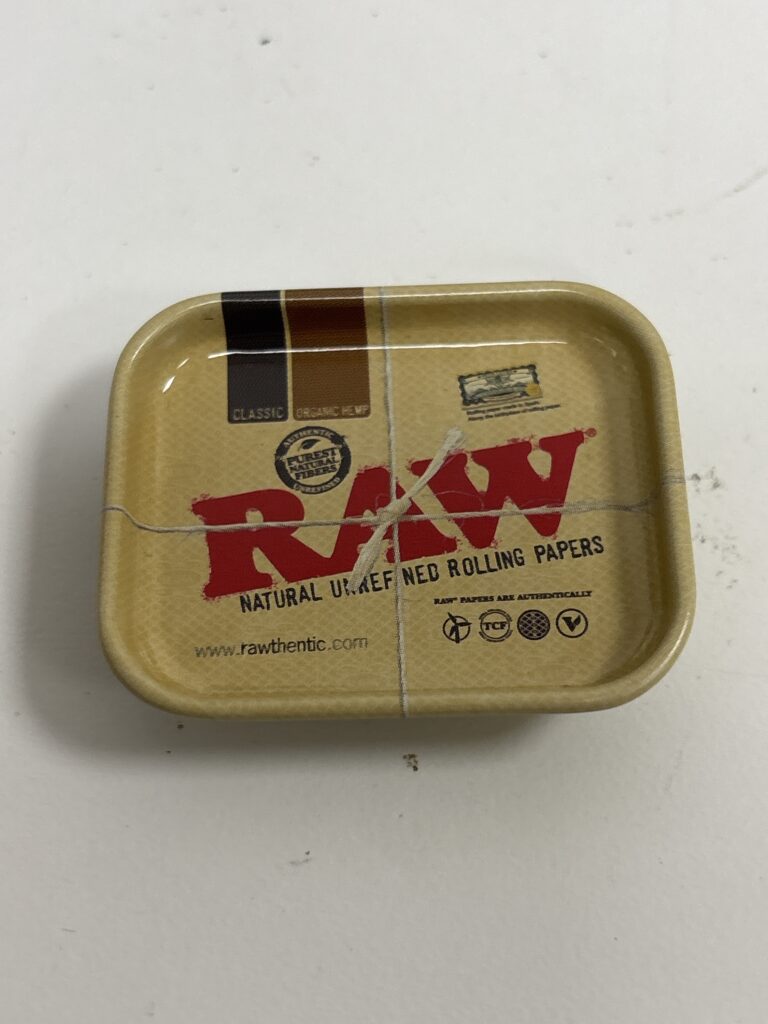 CLASSIC
ORGANIC HEMP
AUTHENTIC
PUREST
NATURAL
FIBERS
UNREFINED
RAW®
NATURAL UNREFINED ROLLING PAPERS
RAW® PAPERS ARE AUTHENTICALLY
TCF
V
www.rawthentic.com